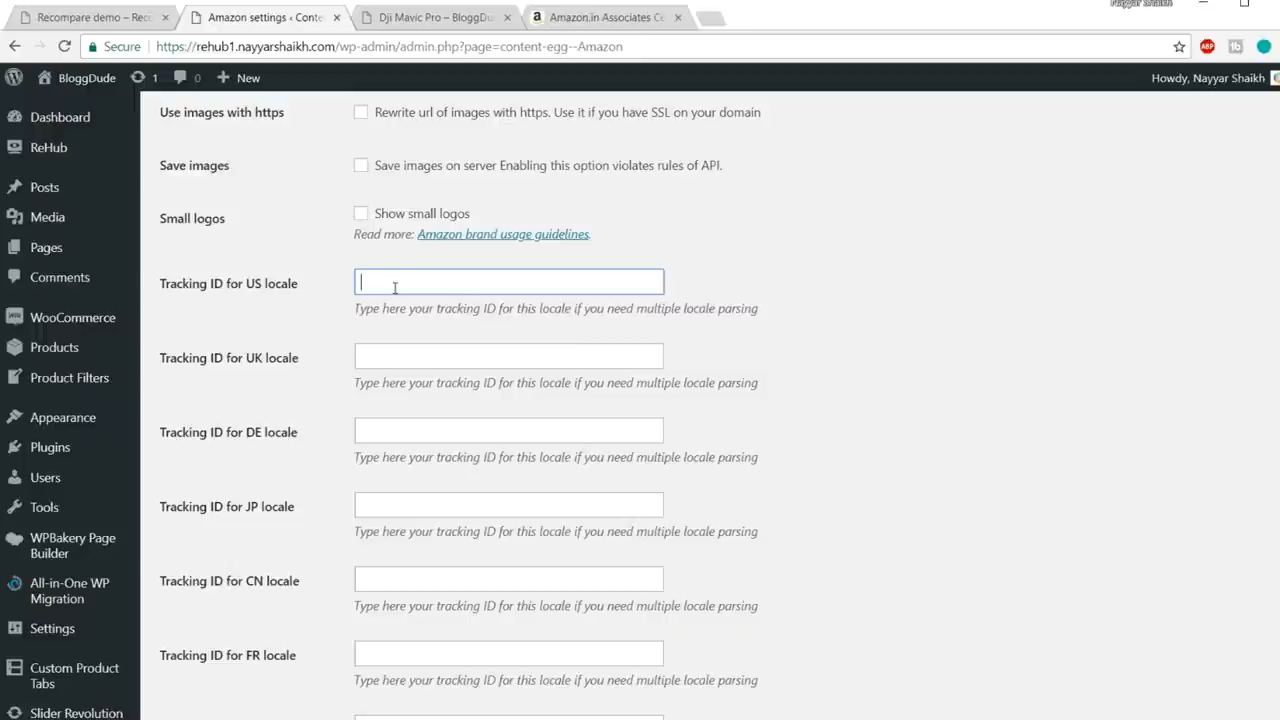 Nayyar Shaikh
Recompare demo – Rec
Amazon settings ‹ Conte
Dji Mavic Pro – BloggDu
a Amazon.in Associates Ce
Secure https://rehub1.nayyarshaikh.com/wp-admin/admin.php?page=content-egg--Amazon
ABP
BloggDude 1 0 New Howdy, Nayyar Shaikh
Dashboard
ReHub
Posts
Media
Pages
Comments
WooCommerce
Products
Product Filters
Appearance
Plugins
Users
Tools
WPBakery Page
Builder
All-in-One WP
Migration
Settings
Custom Product
Tabs
Slider Revolution
Use images with https Rewrite url of images with https. Use it if you have SSL on your domain
Save images Save images on server Enabling this option violates rules of API.
Small logos Show small logos
Read more: Amazon brand usage guidelines.
Tracking ID for US locale
Type here your tracking ID for this locale if you need multiple locale parsing
Tracking ID for UK locale
Type here your tracking ID for this locale if you need multiple locale parsing
Tracking ID for DE locale
Type here your tracking ID for this locale if you need multiple locale parsing
Tracking ID for JP locale
Type here your tracking ID for this locale if you need multiple locale parsing
Tracking ID for CN locale
Type here your tracking ID for this locale if you need multiple locale parsing
Tracking ID for FR locale
Type here your tracking ID for this locale if you need multiple locale parsing